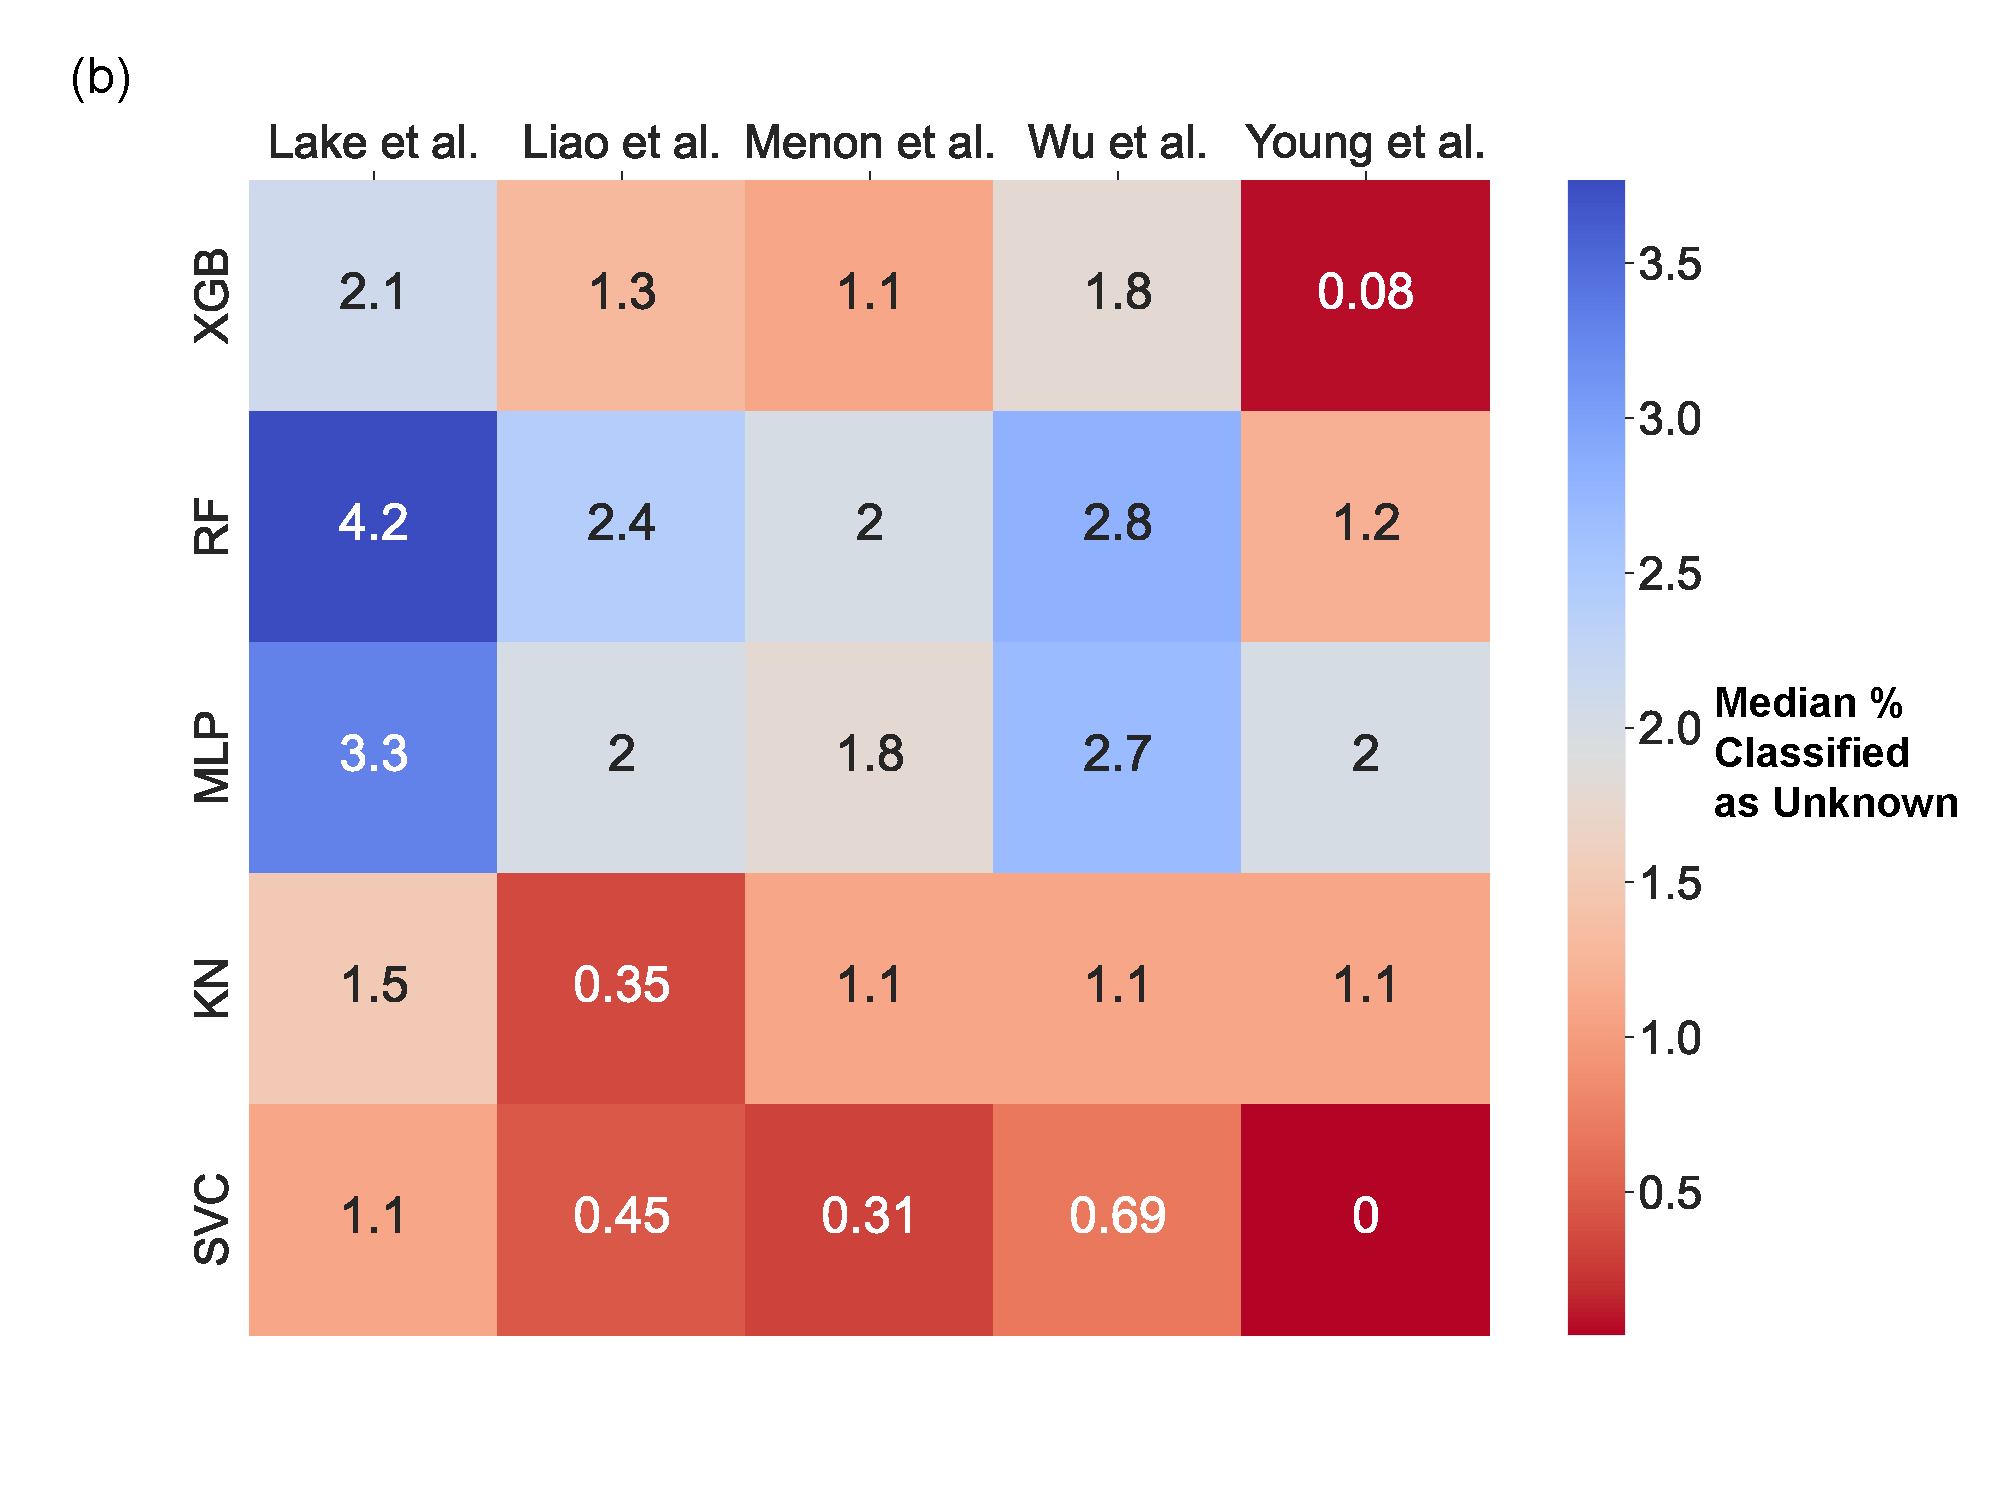 (b)
Lake et al. Liao et al. Menon et al. Wu et al. Young et al.
XGB 2.1 1.3 1.1 1.8 0.08
RF 4.2 2.4 2 2.8 1.2
MLP 3.3 2 1.8 2.7 2
KN 1.5 0.35 1.1 1.1 1.1
SVC 1.1 0.45 0.31 0.69 0
3.5
3.0
2.5
2.0
1.5
1.0
0.5
Median %
Classified
as Unknown